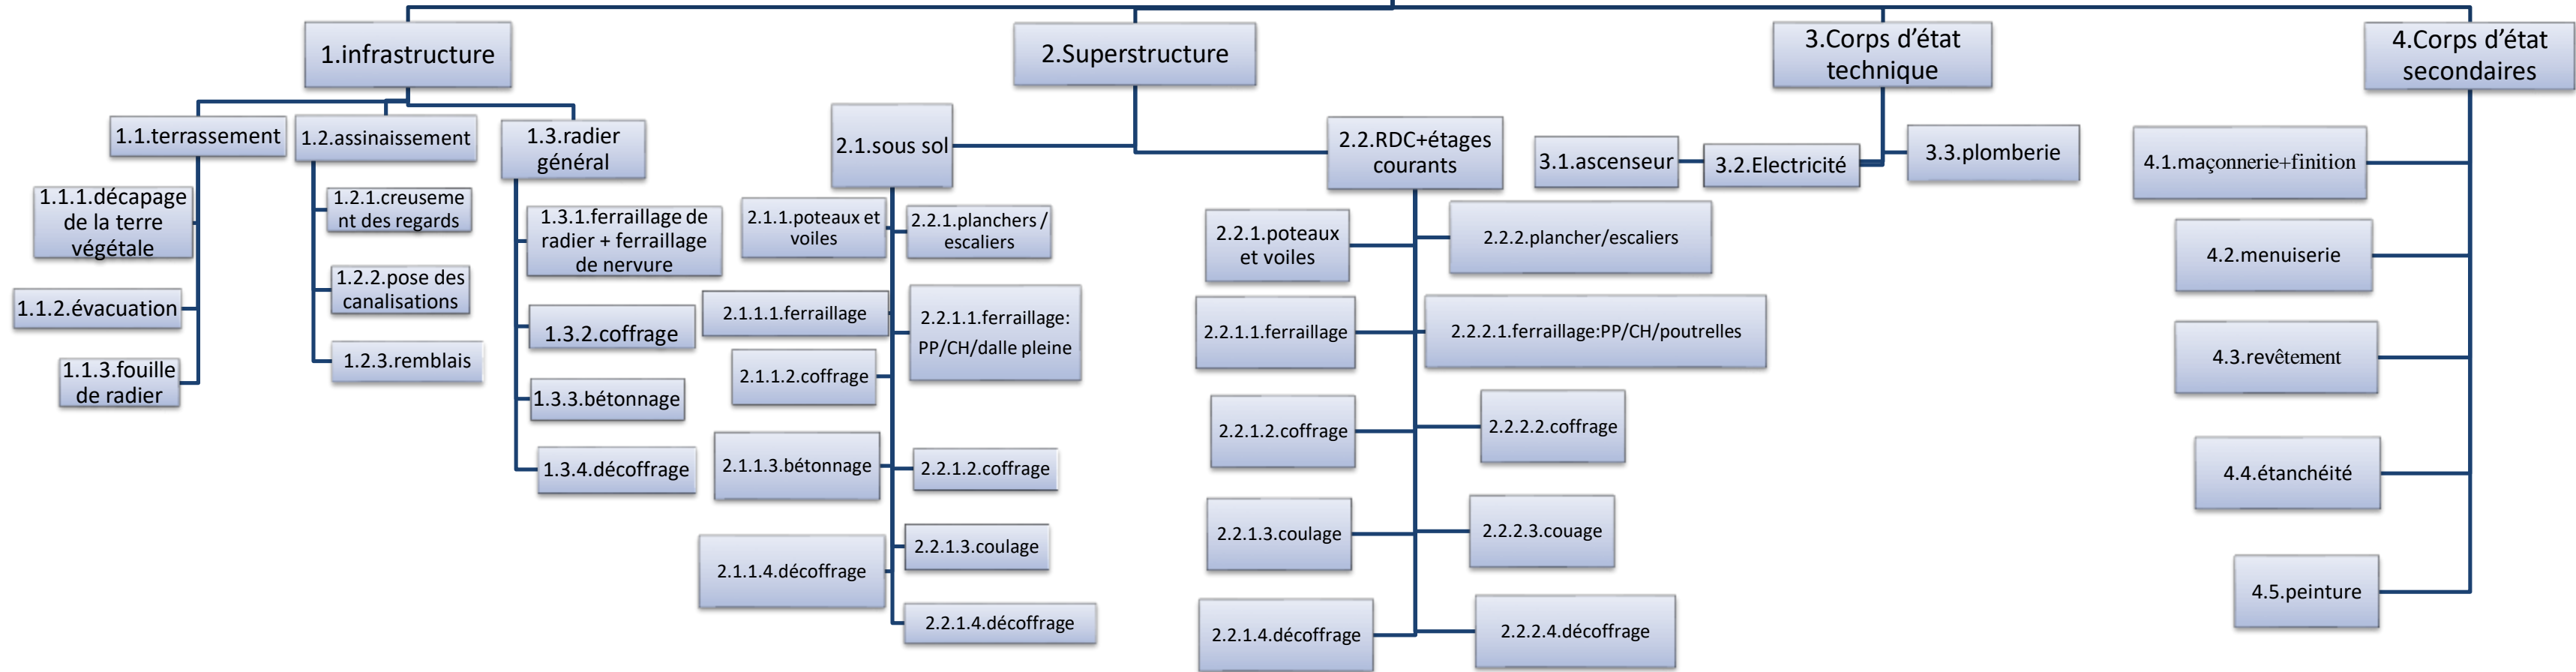 1.infrastructure
2.Superstructure
3.Corps d’état
technique
4.Corps d’état
secondaires
1.1.terrassement
1.1.1.décapage
de la terre
végétale
1.1.2.évacuation
1.1.3.fouille
de radier
1.2.assinaissement
1.2.1.creuseme
nt des regards
1.2.2.pose des
canalisations
1.2.3.remblais
1.3.radier
général
1.3.1.ferraillage de
radier + ferraillage
de nervure
1.3.2.coffrage
1.3.3.bétonnage
1.3.4.décoffrage
2.1.sous sol
2.1.1.poteaux et
voiles
2.1.1.1.ferraillage
2.1.1.2.coffrage
2.1.1.3.bétonnage
2.1.1.4.décoffrage
2.2.1.planchers /
escaliers
2.2.1.1.ferraillage:
PP/CH/dalle pleine
2.2.1.2.coffrage
2.2.1.3.coulage
2.2.1.4.décoffrage
2.2.RDC+étages
courants
2.2.1.poteaux
et voiles
2.2.1.1.ferraillage
2.2.1.2.coffrage
2.2.1.3.coulage
2.2.1.4.décoffrage
2.2.2.plancher/escaliers
2.2.2.1.ferraillage:PP/CH/poutrelles
2.2.2.2.coffrage
2.2.2.3.couage
2.2.2.4.décoffrage
3.1.ascenseur
3.2.Electricité
3.3.plomberie
4.1.maçonnerie+finition
4.2.menuiserie
4.3.revêtement
4.4.étanchéité
4.5.peinture